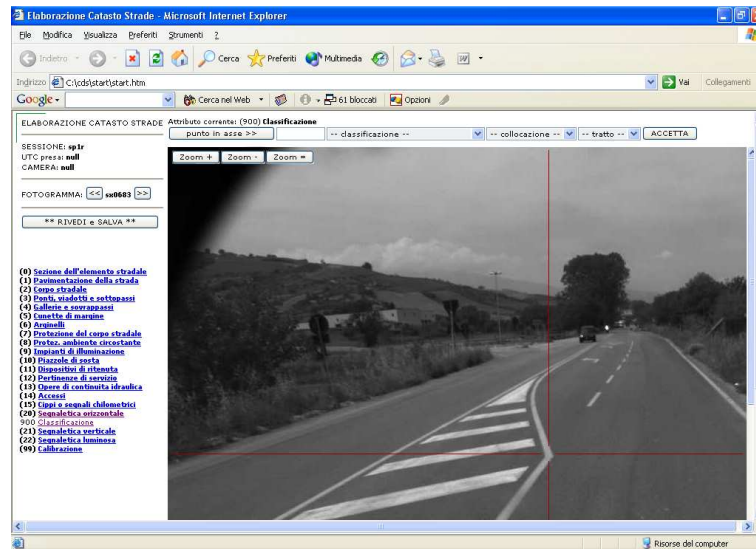 Elaborazione Catasto Strade - Microsoft Internet Explorer
File Modifica Visualizza Preferiti Strumenti ?
Indietro Cerca Preferiti Multimedia
Indirizzo C:\cds\start\start.htm Vai Collegamenti
Google Cerca nel Web 61 bloccati Opzioni
ELABORAZIONE CATASTO STRADE
Attributo corrente: (900) Classificazione
punto in asse >> -- classificazione -- -- collocazione -- -- tratto -- ACCETTA
SESSIONE: sp1r
UTC presa: null
CAMERA: null
Zoom + Zoom - Zoom =
FOTOGRAMMA: << sx0683 >>
** RIVEDI e SALVA **
(0) Sezione dell'elemento stradale
(1) Pavimentazione della strada
(2) Corpo stradale
(3) Ponti, viadotti e sottopassi
(4) Gallerie e sovrappassi
(5) Cunette di margine
(6) Arginelli
(7) Protezione del corpo stradale
(8) Protez. ambiente circostante
(9) Impianti di illuminazione
(10) Piazzole di sosta
(11) Dispositivi di ritenuta
(12) Pertinenze di servizio
(13) Opere di continuita idraulica
(14) Accessi
(15) Cippi e segnali chilometrici
(20) Segnaletica orizzontale
900 Classificazione
(21) Segnaletica verticale
(22) Segnaletica luminosa
(99) Calibrazione
Risorse del computer